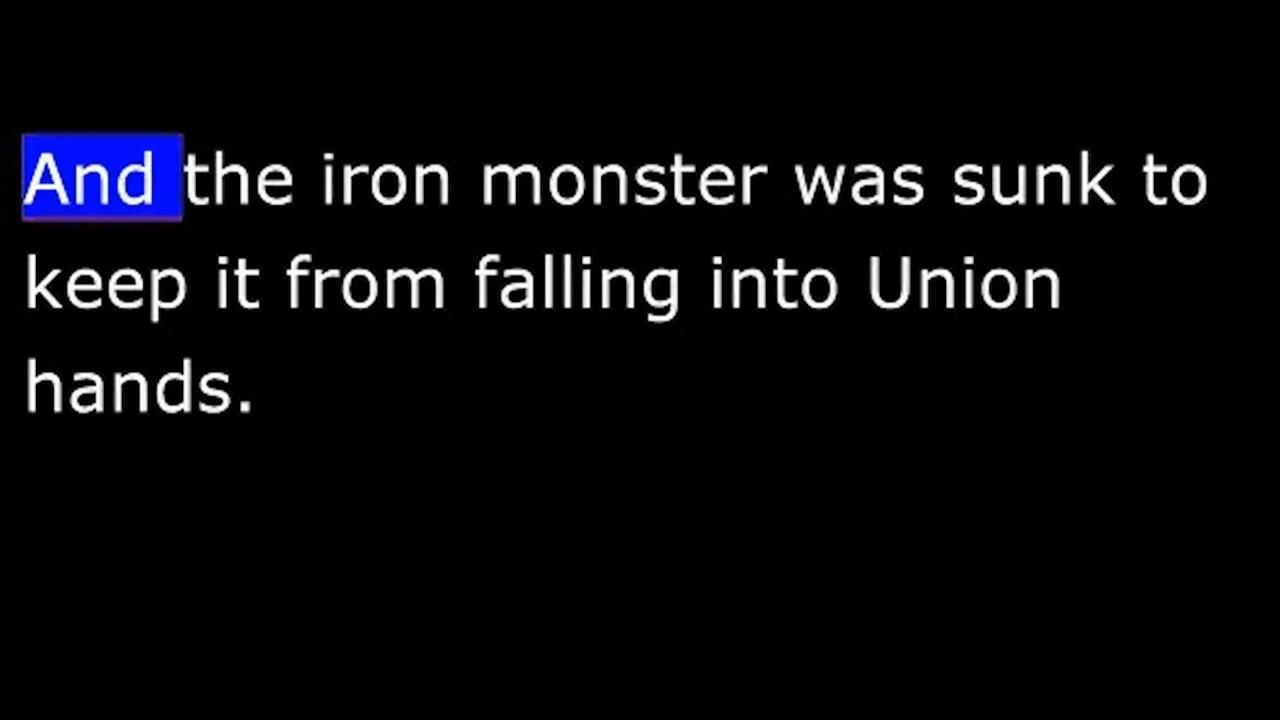 And the iron monster was sunk to
keep it from falling into Union
hands.